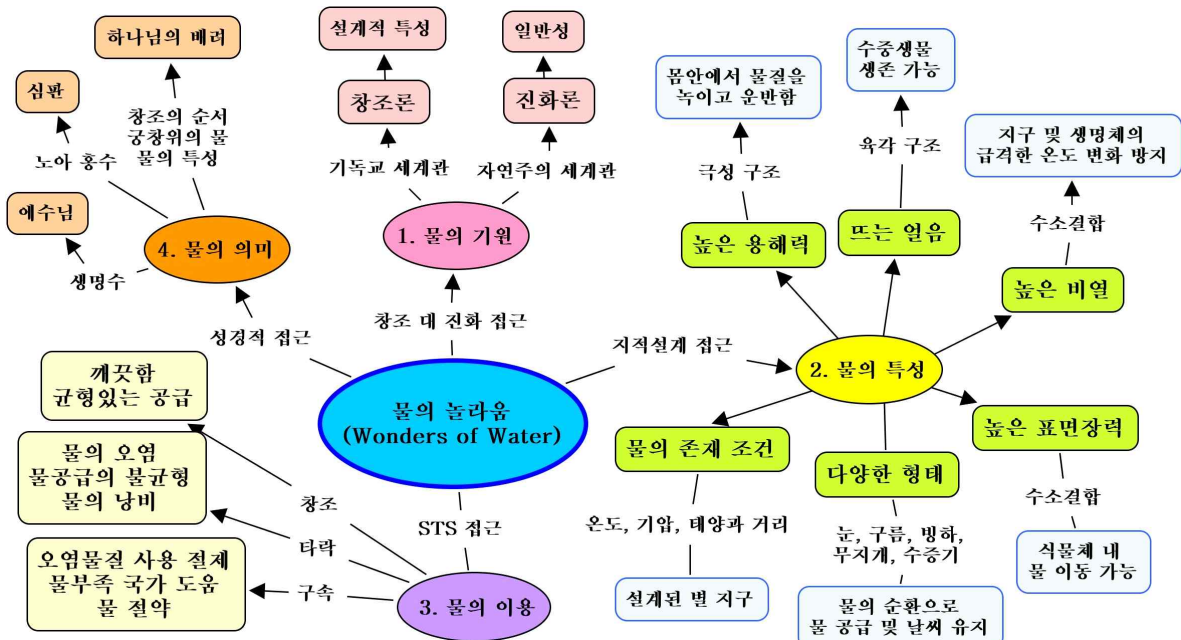 물의 놀라움
(Wonders of Water)
창조 대 진화 접근
1. 물의 기원
기독교 세계관
창조론
설계적 특성
자연주의 세계관
진화론
일반성
지적설계 접근
2. 물의 특성
높은 용해력
극성 구조
몸안에서 물질을
녹이고 운반함
뜨는 얼음
육각 구조
수중생물
생존 가능
높은 비열
수소결합
지구 및 생명체의
급격한 온도 변화 방지
높은 표면장력
수소결합
식물체 내
물 이동 가능
다양한 형태
눈, 구름, 빙하,
무지개, 수증기
물의 순환으로
물 공급 및 날씨 유지
물의 존재 조건
온도, 기압, 태양과 거리
설계된 별 지구
STS 접근
3. 물의 이용
창조
깨끗함
균형있는 공급
타락
물의 오염
물공급의 불균형
물의 낭비
구속
오염물질 사용 절제
물부족 국가 도움
물 절약
성경적 접근
4. 물의 의미
생명수
예수님
노아 홍수
심판
창조의 순서
궁창위의 물
물의 특성
하나님의 배려